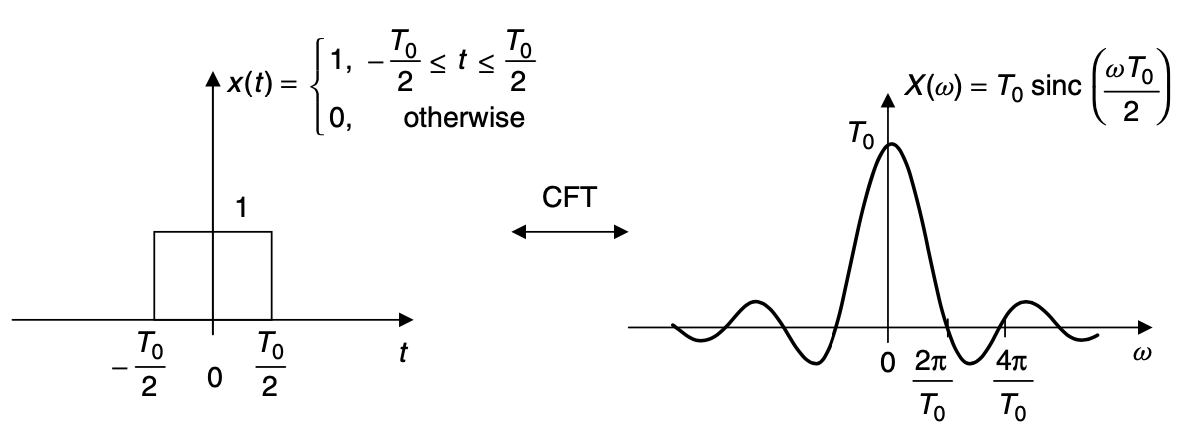 x(t) = { 1, −T₀/2 ≤ t ≤ T₀/2
0, otherwise
1
−T₀/2 0 T₀/2 t
CFT
X(ω) = T₀ sinc (ωT₀/2)
T₀
0 2π/T₀ 4π/T₀ ω